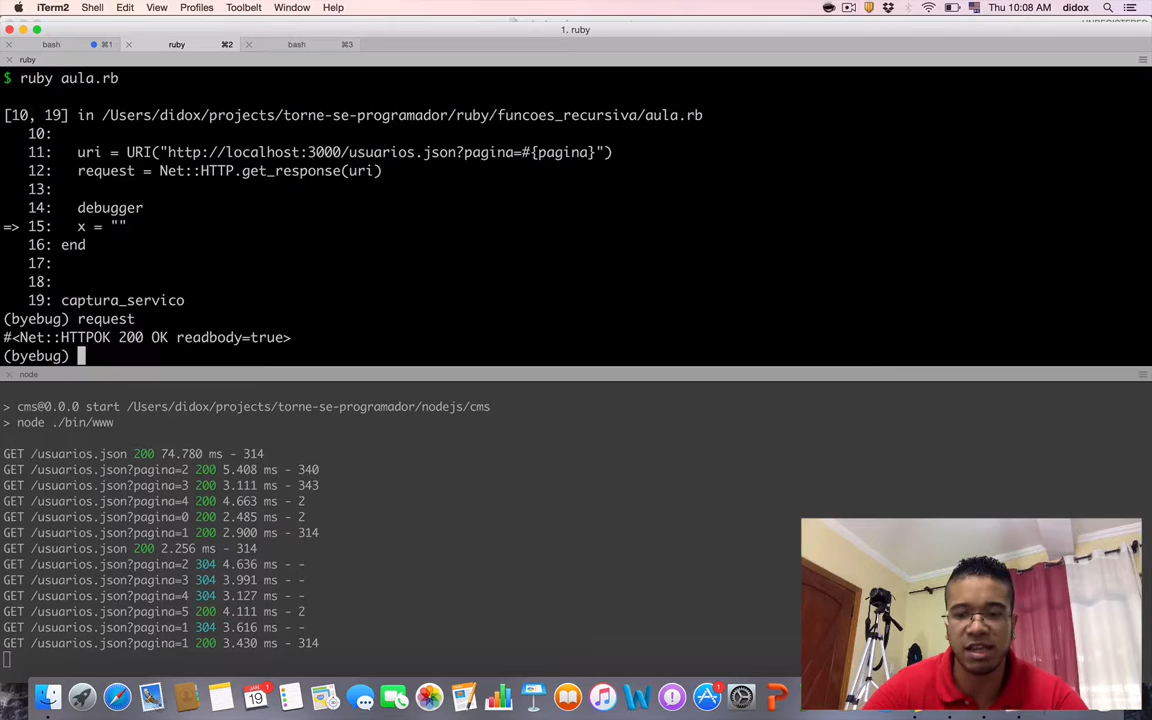 iTerm2 Shell Edit View Profiles Toolbelt Window Help Thu 10:08 AM didox
1. ruby
bash ⌘1 ruby ⌘2 bash ⌘3
ruby
$ ruby aula.rb
[10, 19] in /Users/didox/projects/torne-se-programador/ruby/funcoes_recursiva/aula.rb
10:
11: uri = URI("http://localhost:3000/usuarios.json?pagina=#{pagina}")
12: request = Net::HTTP.get_response(uri)
13:
14: debugger
=> 15: x = ""
16: end
17:
18:
19: captura_servico
(byebug) request
#<Net::HTTPOK 200 OK readbody=true>
(byebug)
node
> cms@0.0.0 start /Users/didox/projects/torne-se-programador/nodejs/cms
> node ./bin/www
GET /usuarios.json 200 74.780 ms - 314
GET /usuarios.json?pagina=2 200 5.408 ms - 340
GET /usuarios.json?pagina=3 200 3.111 ms - 343
GET /usuarios.json?pagina=4 200 4.663 ms - 2
GET /usuarios.json?pagina=0 200 2.485 ms - 2
GET /usuarios.json?pagina=1 200 2.900 ms - 314
GET /usuarios.json 200 2.256 ms - 314
GET /usuarios.json?pagina=2 304 4.636 ms - -
GET /usuarios.json?pagina=3 304 3.991 ms - -
GET /usuarios.json?pagina=4 304 3.127 ms - -
GET /usuarios.json?pagina=5 200 4.111 ms - 2
GET /usuarios.json?pagina=1 304 3.616 ms - -
GET /usuarios.json?pagina=1 200 3.430 ms - 314
19